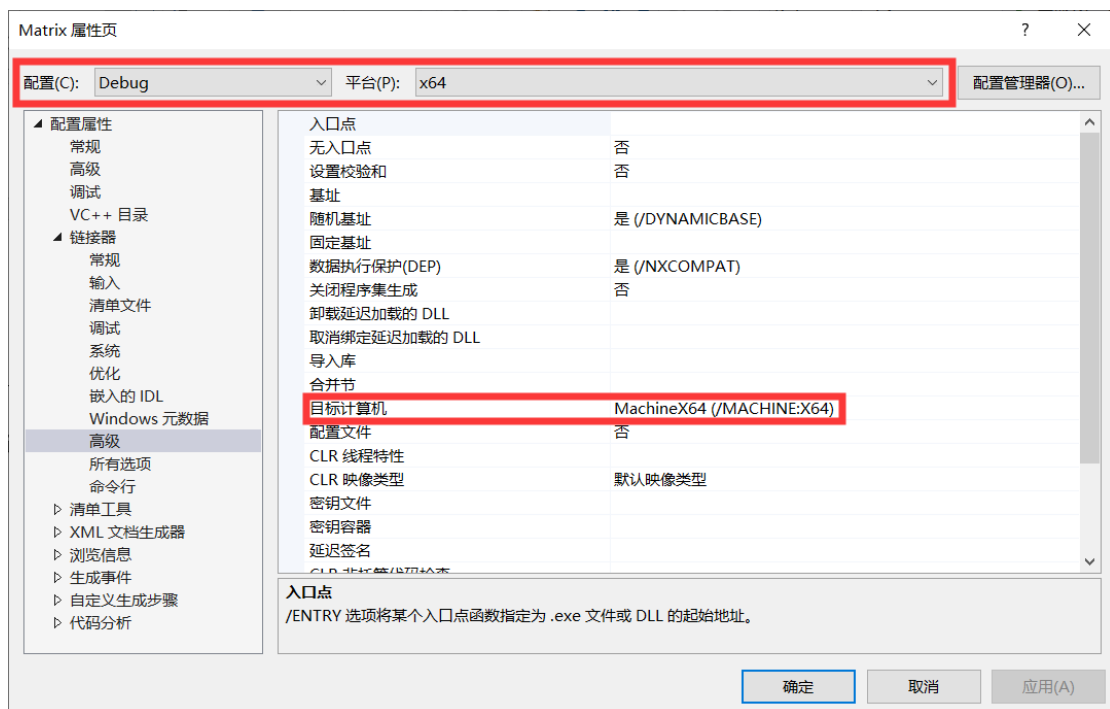 Matrix 属性页 ?
配置(C): Debug 平台(P): x64 配置管理器(O)...
配置属性
常规
高级
调试
VC++ 目录
链接器
常规
输入
清单文件
调试
系统
优化
嵌入的 IDL
Windows 元数据
高级
所有选项
命令行
清单工具
XML 文档生成器
浏览信息
生成事件
自定义生成步骤
代码分析
入口点
无入口点 否
设置校验和 否
基址
随机基址 是 (/DYNAMICBASE)
固定基址
数据执行保护(DEP) 是 (/NXCOMPAT)
关闭程序集生成 否
卸载延迟加载的 DLL
取消绑定延迟加载的 DLL
导入库
合并节
目标计算机 MachineX64 (/MACHINE:X64)
配置文件 否
CLR 线程特性
CLR 映像类型 默认映像类型
密钥文件
密钥容器
延迟签名
CLR 非托管代码检查
入口点
/ENTRY 选项将某个入口点函数指定为 .exe 文件或 DLL 的起始地址。
确定 取消 应用(A)